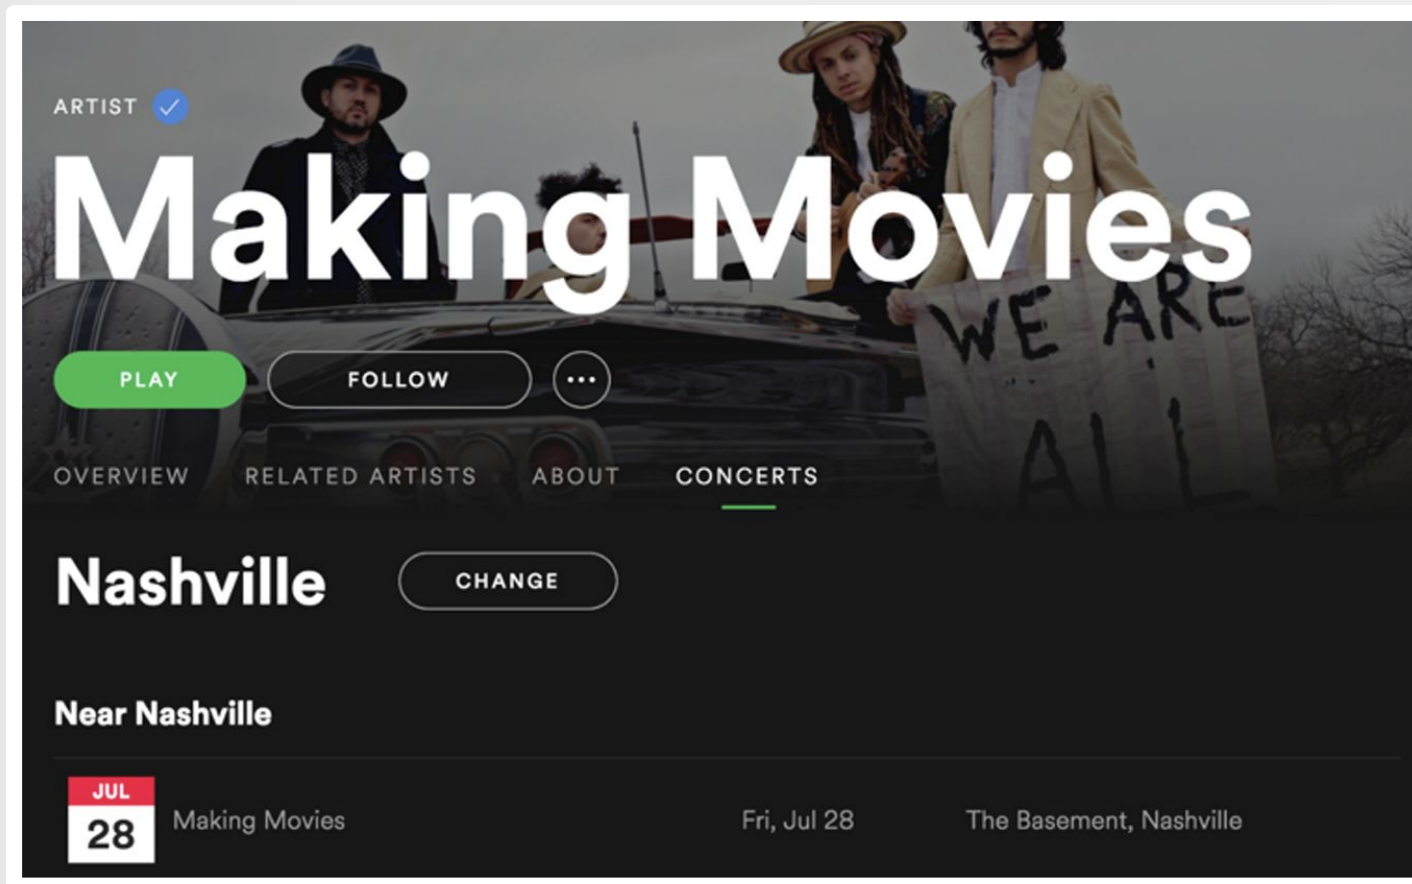 ARTIST
Making Movies
WE ARE
ALL
PLAY FOLLOW
OVERVIEW RELATED ARTISTS ABOUT CONCERTS
Nashville CHANGE
Near Nashville
JUL
28 Making Movies Fri, Jul 28 The Basement, Nashville